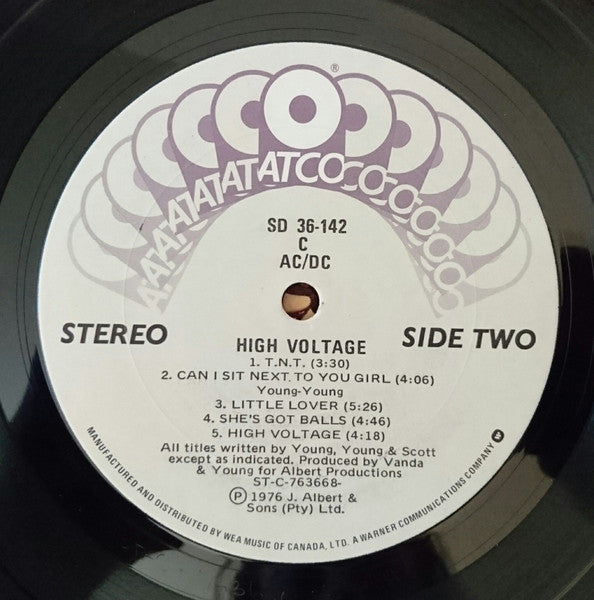 ATATATATATATCOCOCOCOCOCO
®
SD 36-142
C
AC/DC
STEREO
SIDE TWO
HIGH VOLTAGE
1. T.N.T. (3:30)
2. CAN I SIT NEXT TO YOU GIRL (4:06)
Young-Young
3. LITTLE LOVER (5:26)
4. SHE'S GOT BALLS (4:46)
5. HIGH VOLTAGE (4:18)
All titles written by Young, Young & Scott
except as indicated. Produced by Vanda
& Young for Albert Productions
ST-C-763668-
Ⓟ 1976 J. Albert &
Sons (Pty) Ltd.
MANUFACTURED AND DISTRIBUTED BY WEA MUSIC OF CANADA, LTD. A WARNER COMMUNICATIONS COMPANY